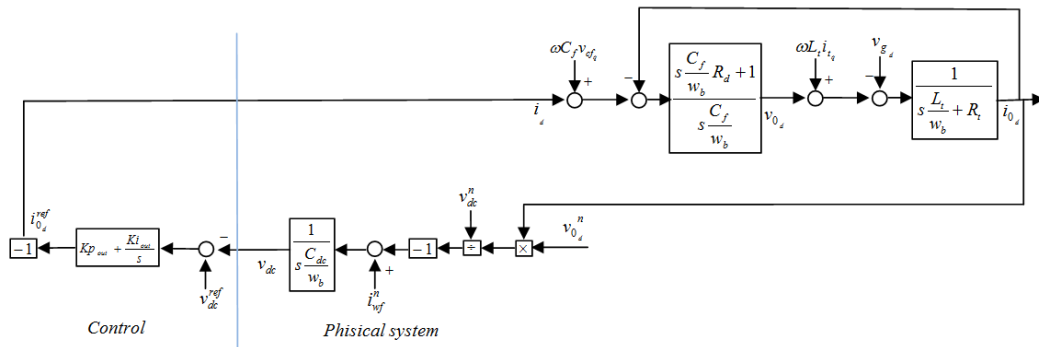 ωC_f v_cf_q
+
−
i_d
s C_f/w_b R_d + 1
s C_f/w_b
v_0_d
ωL_t i_t_q
+
v_g_d
−
1
s L_t/w_b + R_t
i_0_d
i_0_d^ref
−1
Kp_out + Ki_out/s
−
v_dc^ref
v_dc
1
s C_dc/w_b
+
i_wf^n
−1
v_dc^n
÷
×
v_0_d^n
Control
Phisical system